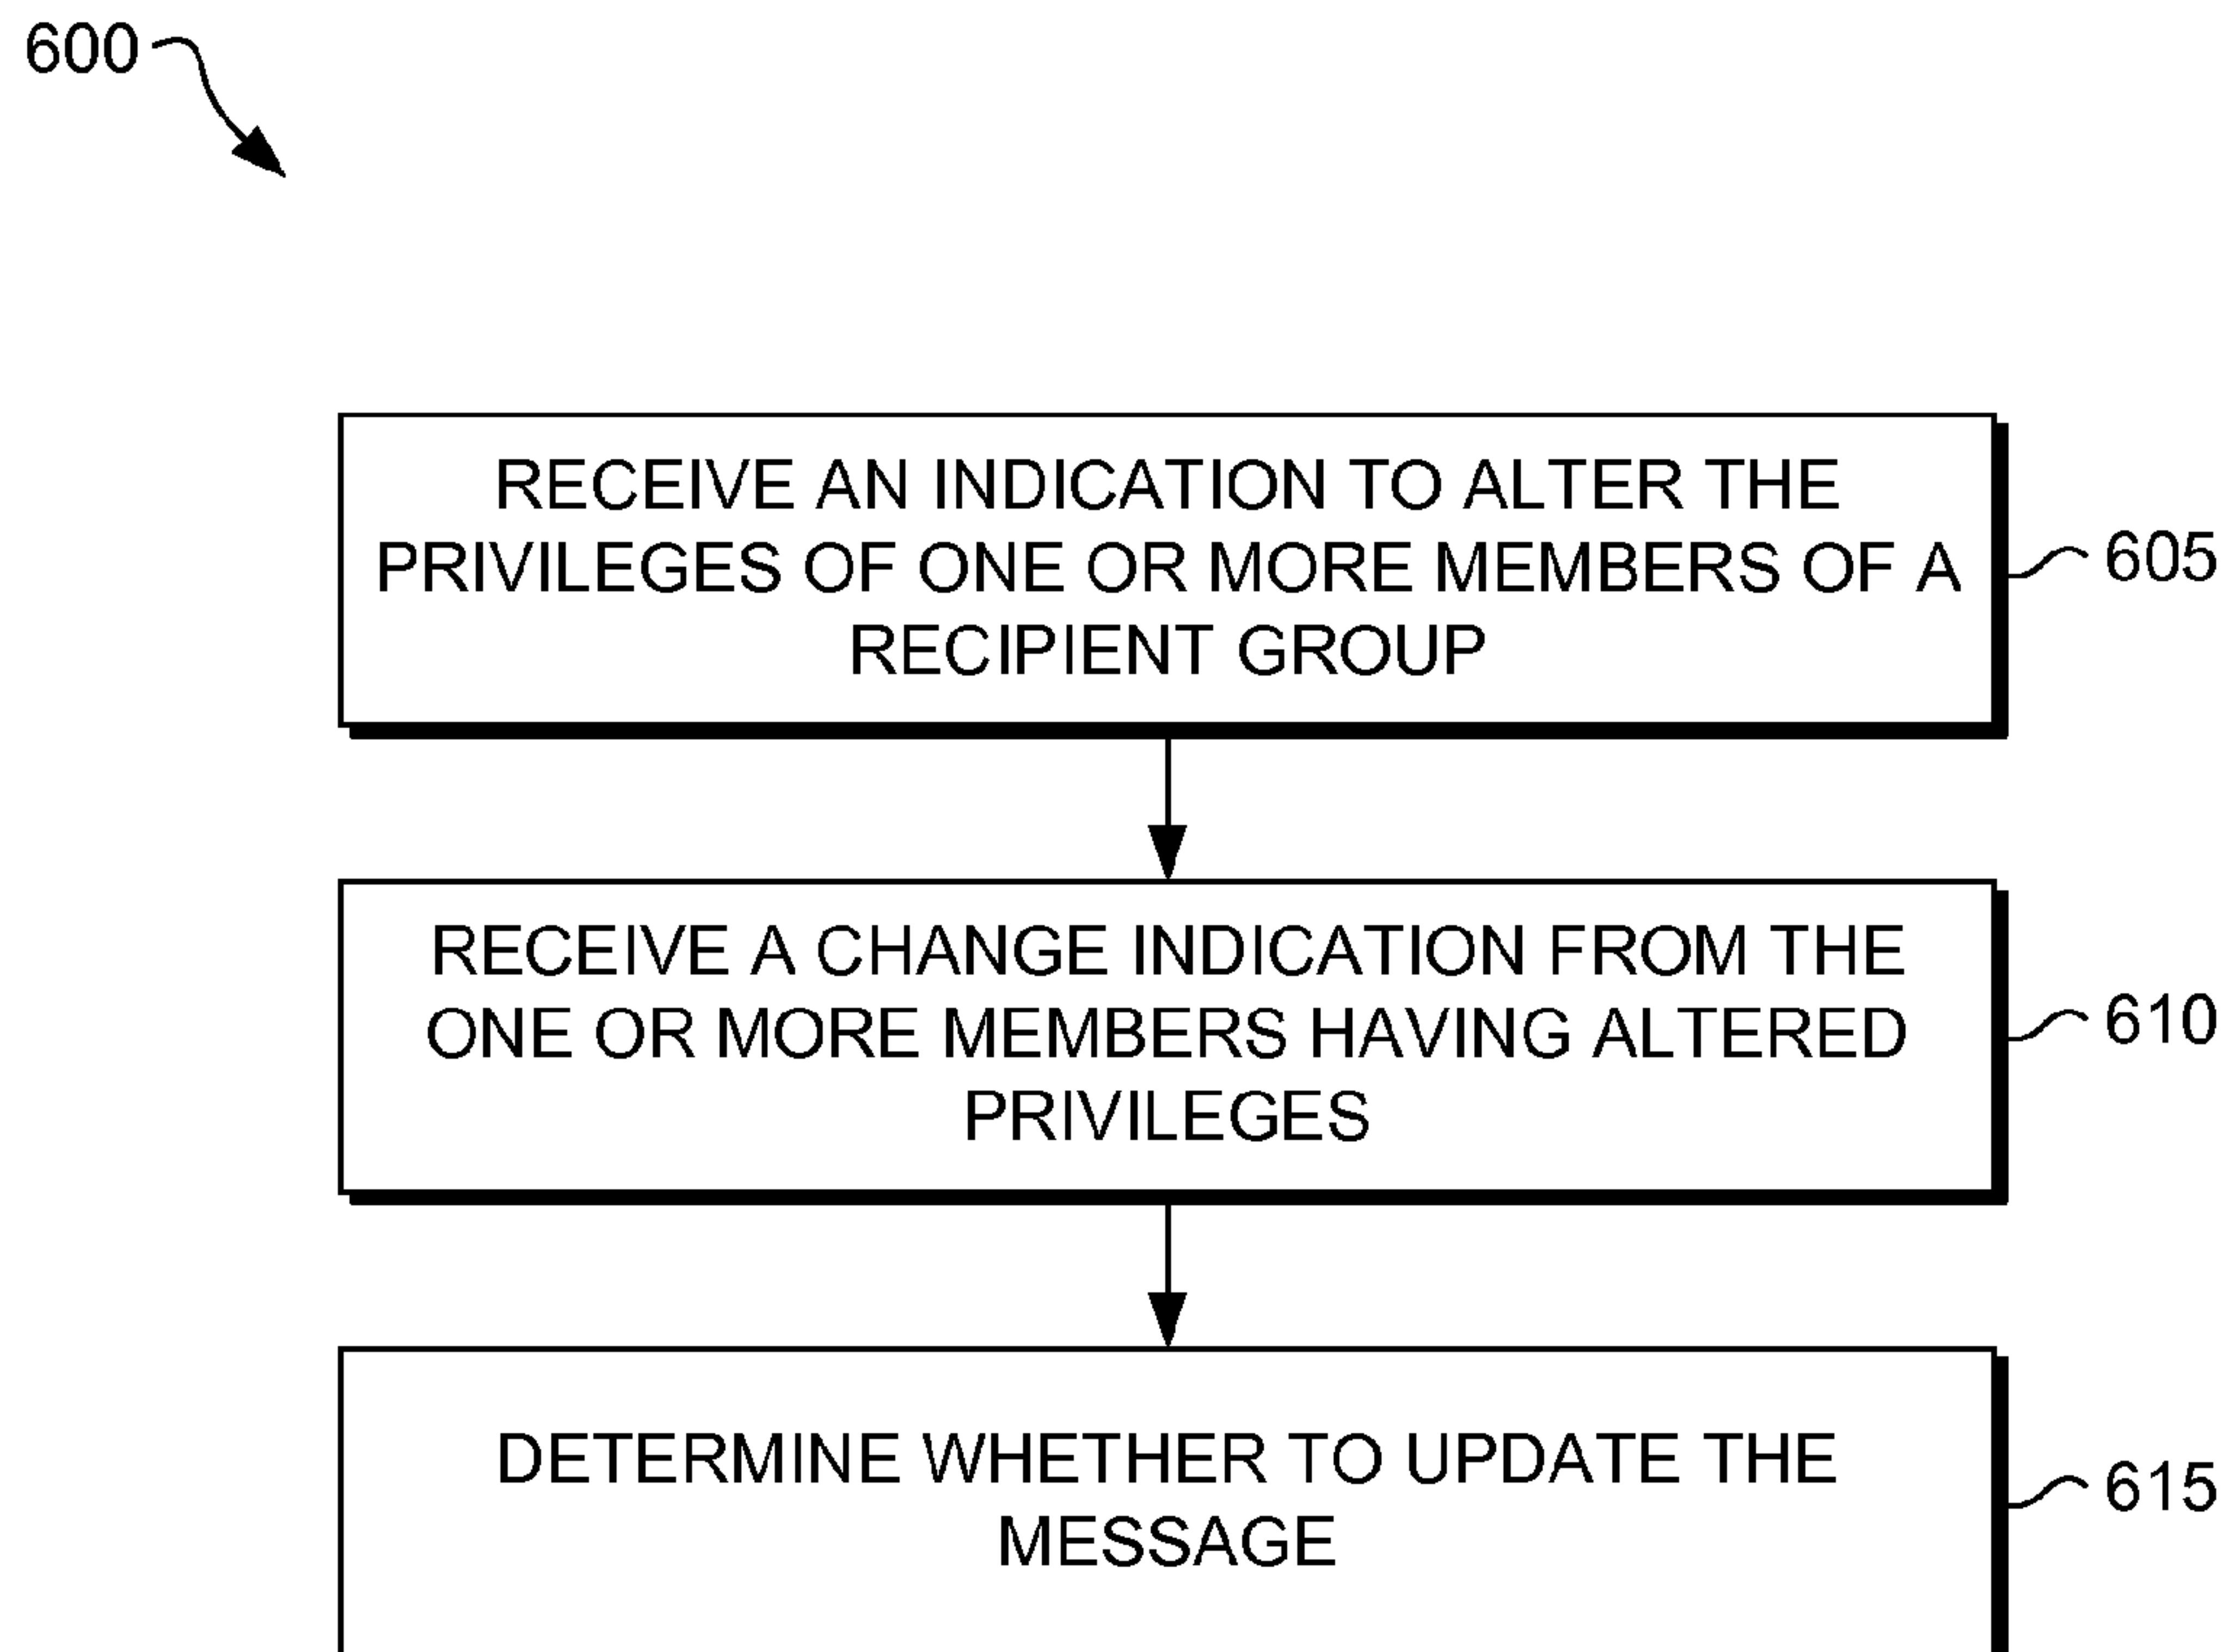 600
RECEIVE AN INDICATION TO ALTER THE
PRIVILEGES OF ONE OR MORE MEMBERS OF A
RECIPIENT GROUP
605
RECEIVE A CHANGE INDICATION FROM THE
ONE OR MORE MEMBERS HAVING ALTERED
PRIVILEGES
610
DETERMINE WHETHER TO UPDATE THE
MESSAGE
615